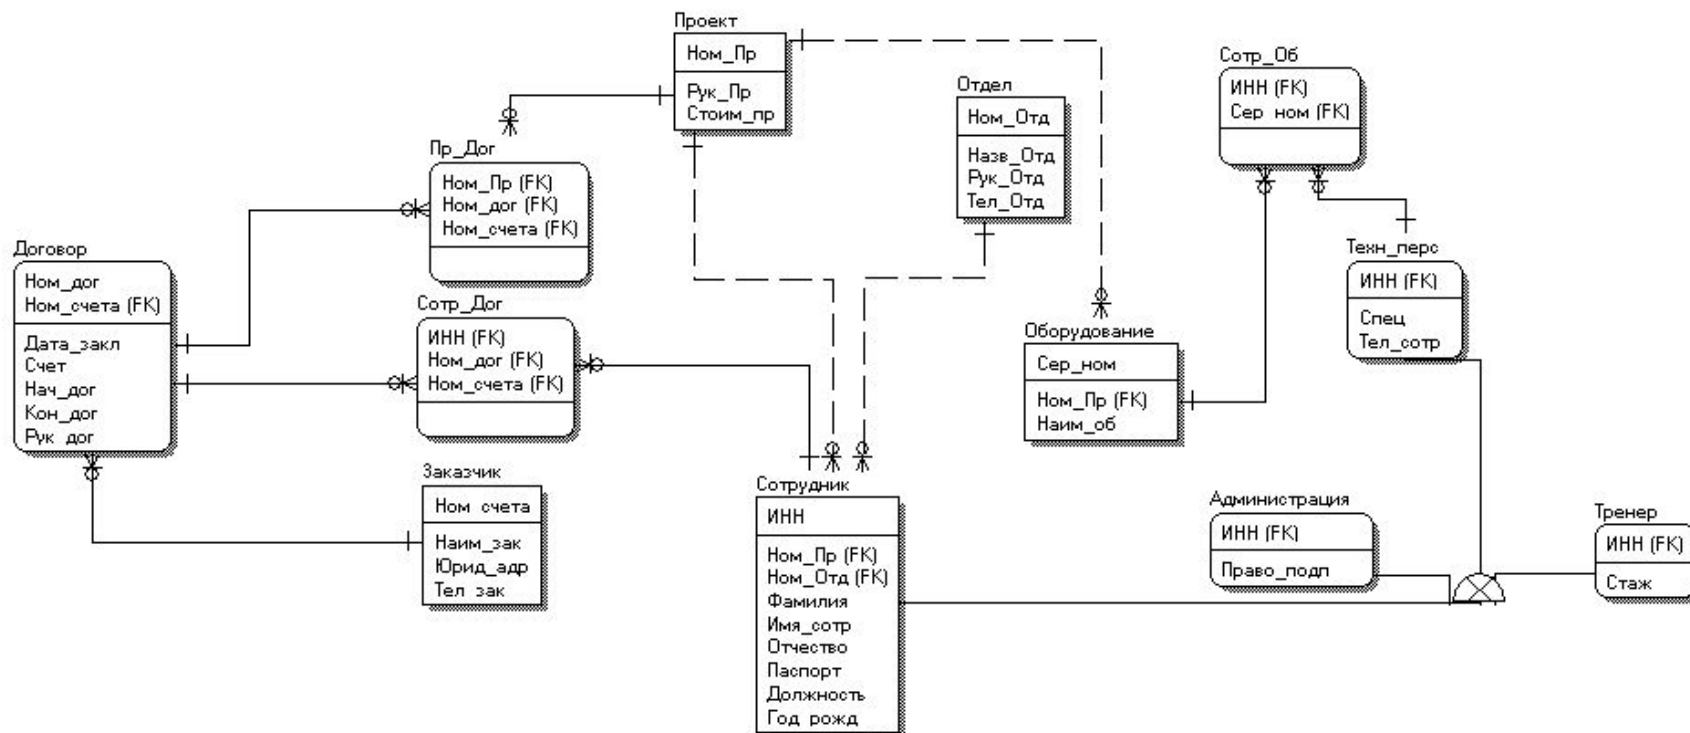 Проект
Ном_Пр
Рук_Пр
Стоим_пр
Сотр_Об
ИНН (FK)
Сер_ном (FK)
Отдел
Ном_Отд
Назв_Отд
Рук_Отд
Тел_Отд
Пр_Дог
Ном_Пр (FK)
Ном_дог (FK)
Ном_счета (FK)
Договор
Ном_дог
Ном_счета (FK)
Дата_закл
Счет
Нач_дог
Кон_дог
Рук_дог
Сотр_Дог
ИНН (FK)
Ном_дог (FK)
Ном_счета (FK)
Техн_перс
ИНН (FK)
Спец
Тел_сотр
Оборудование
Сер_ном
Ном_Пр (FK)
Наим_об
Заказчик
Ном_счета
Наим_зак
Юрид_адр
Тел_зак
Сотрудник
ИНН
Ном_Пр (FK)
Ном_Отд (FK)
Фамилия
Имя_сотр
Отчество
Паспорт
Должность
Год_рожд
Администрация
ИНН (FK)
Право_подп
Тренер
ИНН (FK)
Стаж